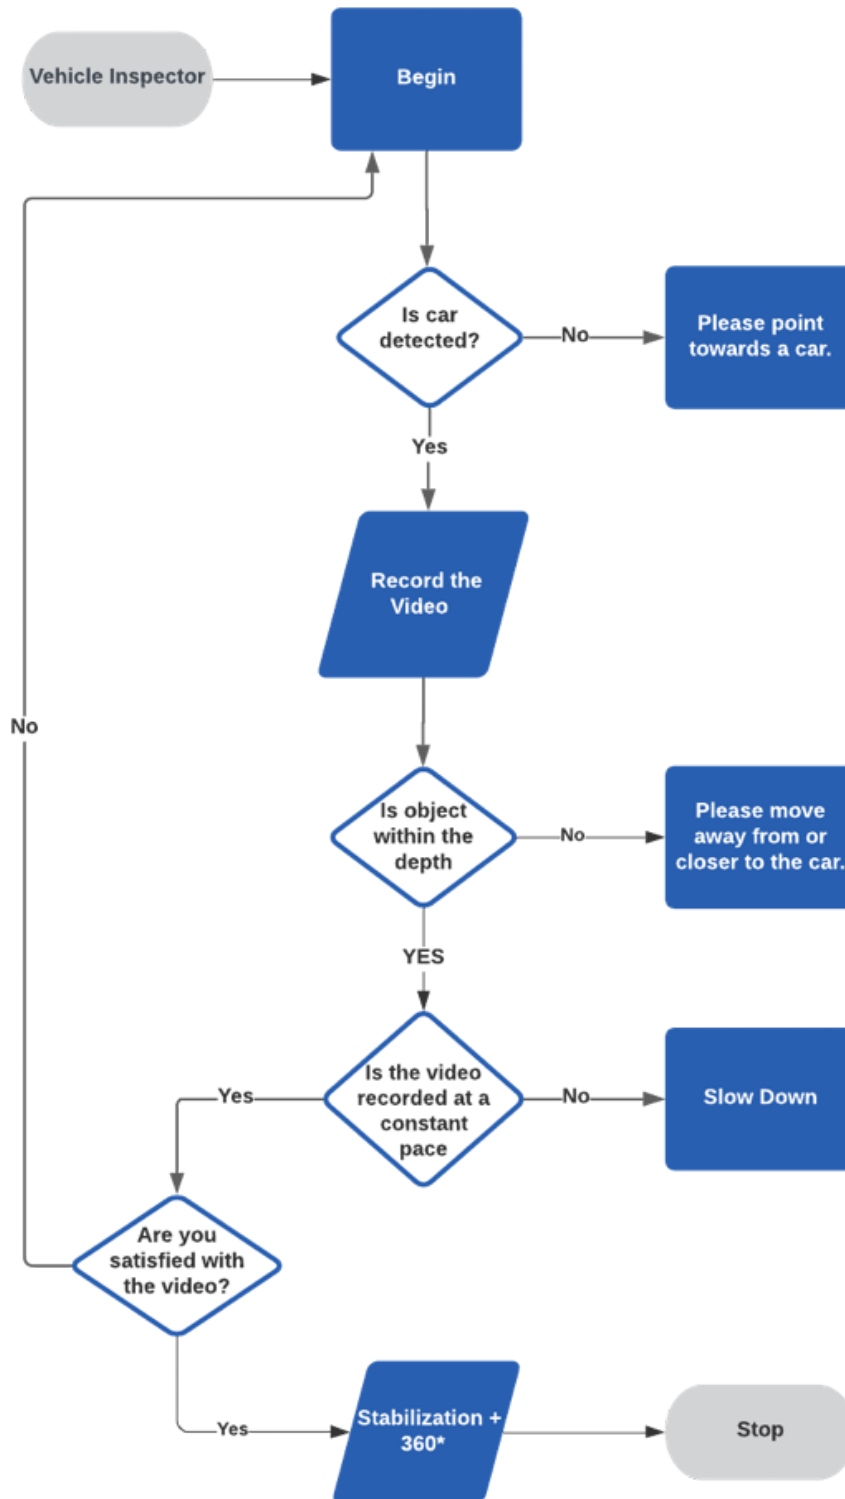 Vehicle Inspector
Begin
Is car
detected?
No
Please point
towards a car.
Yes
Record the
Video
No
Is object
within the
depth
No
Please move
away from or
closer to the car.
YES
Is the video
recorded at a
constant
pace
Yes
No
Slow Down
Are you
satisfied with
the video?
Yes
Stabilization +
360*
Stop